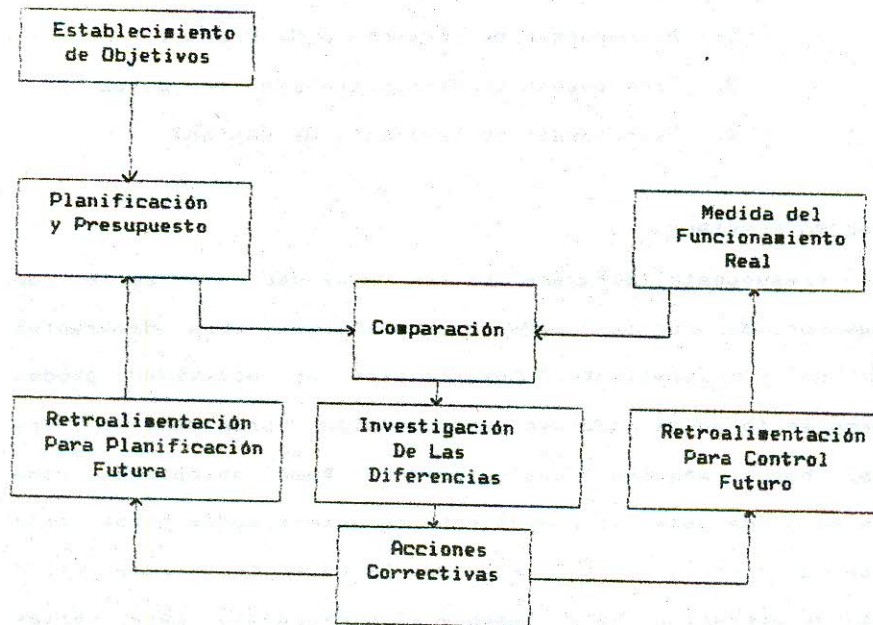 Establecimiento
de Objetivos
Planificación
y Presupuesto
Medida del
Funcionamiento
Real
Comparación
Retroalimentación
Para Planificación
Futura
Investigación
De Las
Diferencias
Retroalimentación
Para Control
Futuro
Acciones
Correctivas